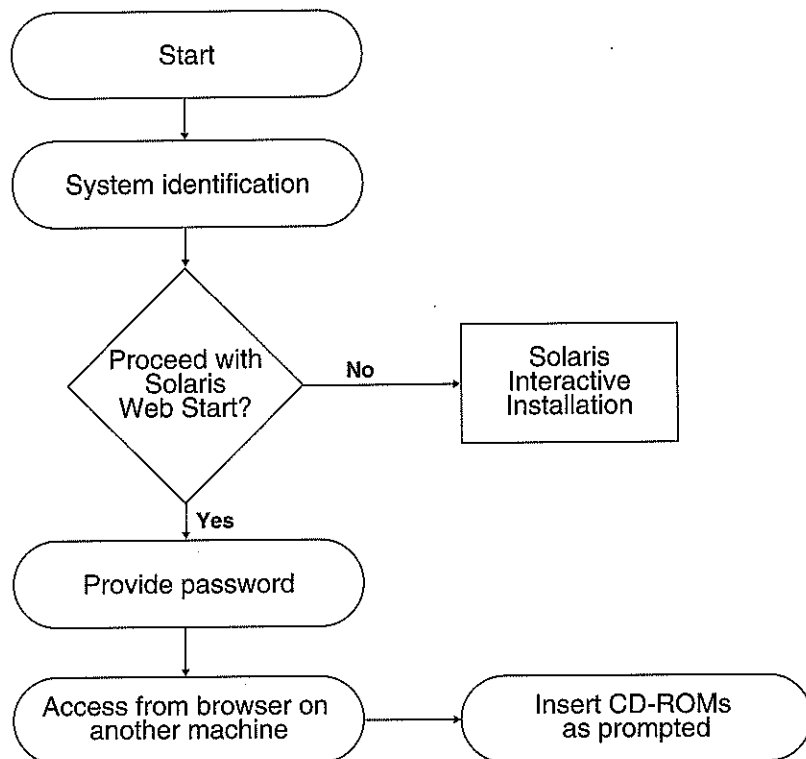 Start
System identification
Proceed with
Solaris
Web Start?
No
Solaris
Interactive
Installation
Yes
Provide password
Access from browser on
another machine
Insert CD-ROMs
as prompted